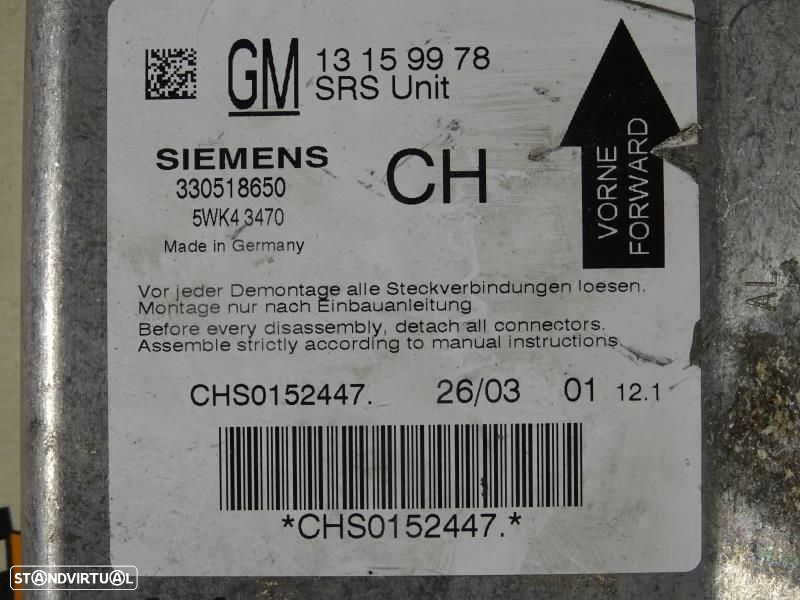 GM 13 15 99 78
SRS Unit
SIEMENS
330518650
5WK4 3470
Made in Germany
CH
VORNE
FORWARD
Vor jeder Demontage alle Steckverbindungen loesen.
Montage nur nach Einbauanleitung
Before every disassembly, detach all connectors.
Assemble strictly according to manual instructions
CHS0152447. 26/03 01 12.1
*CHS0152447.*
AL
STANDVIRTUAL